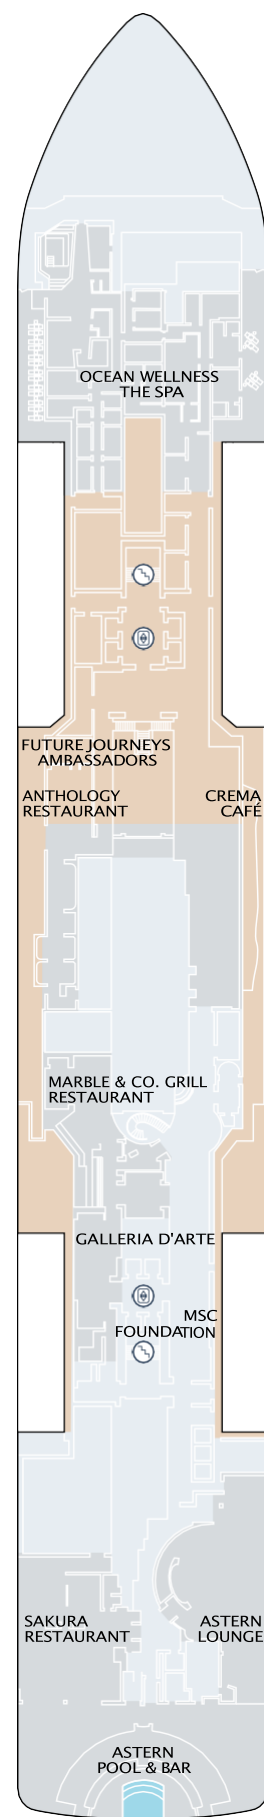 OCEAN WELLNESS
THE SPA
FUTURE JOURNEYS
AMBASSADORS
ANTHOLOGY
RESTAURANT
CREMA
CAFÉ
MARBLE & CO. GRILL
RESTAURANT
GALLERIA D'ARTE
MSC
FOUNDATION
SAKURA
RESTAURANT
ASTERN
LOUNGE
ASTERN
POOL & BAR